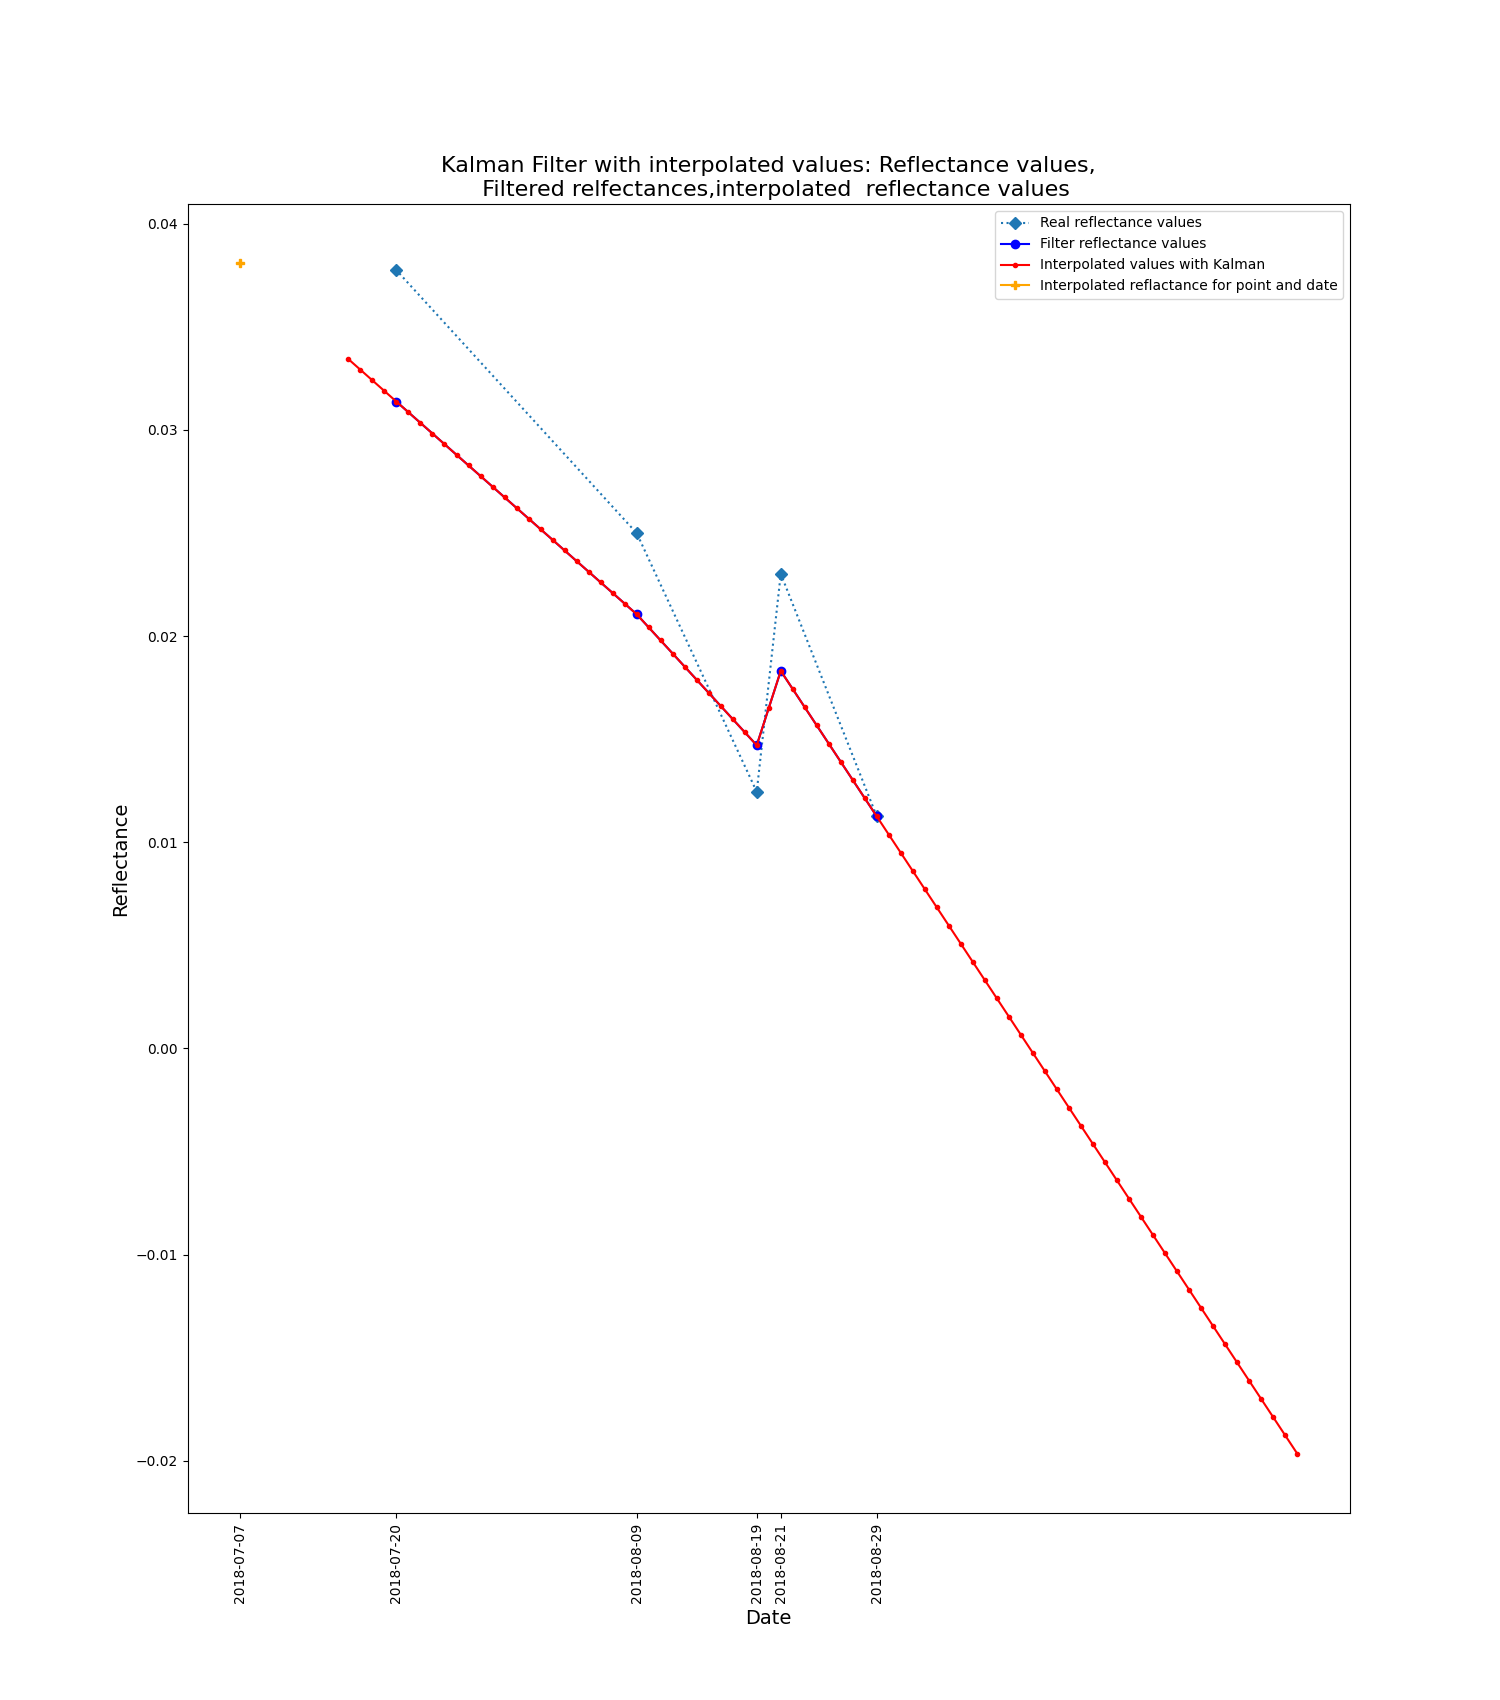 Kalman Filter with interpolated values: Reflectance values,
Filtered relfectances,interpolated  reflectance values
0.04
0.03
0.02
0.01
0.00
−0.01
−0.02
Reflectance
Real reflectance values
Filter reflectance values
Interpolated values with Kalman
Interpolated reflactance for point and date
2018-07-07
2018-07-20
2018-08-09
2018-08-19
2018-08-21
2018-08-29
Date